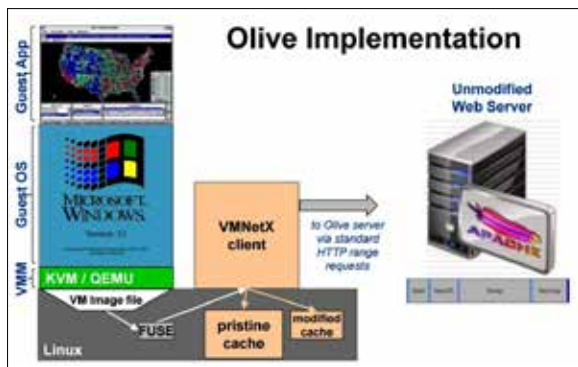 Olive Implementation
Guest App
Guest OS
VMM
MICROSOFT
WINDOWS
KVM / QEMU
VM Image file
FUSE
Linux
VMNetX
client
pristine
cache
modified
cache
to Olive server
via standard
HTTP range
requests
Unmodified
Web Server
APACHE